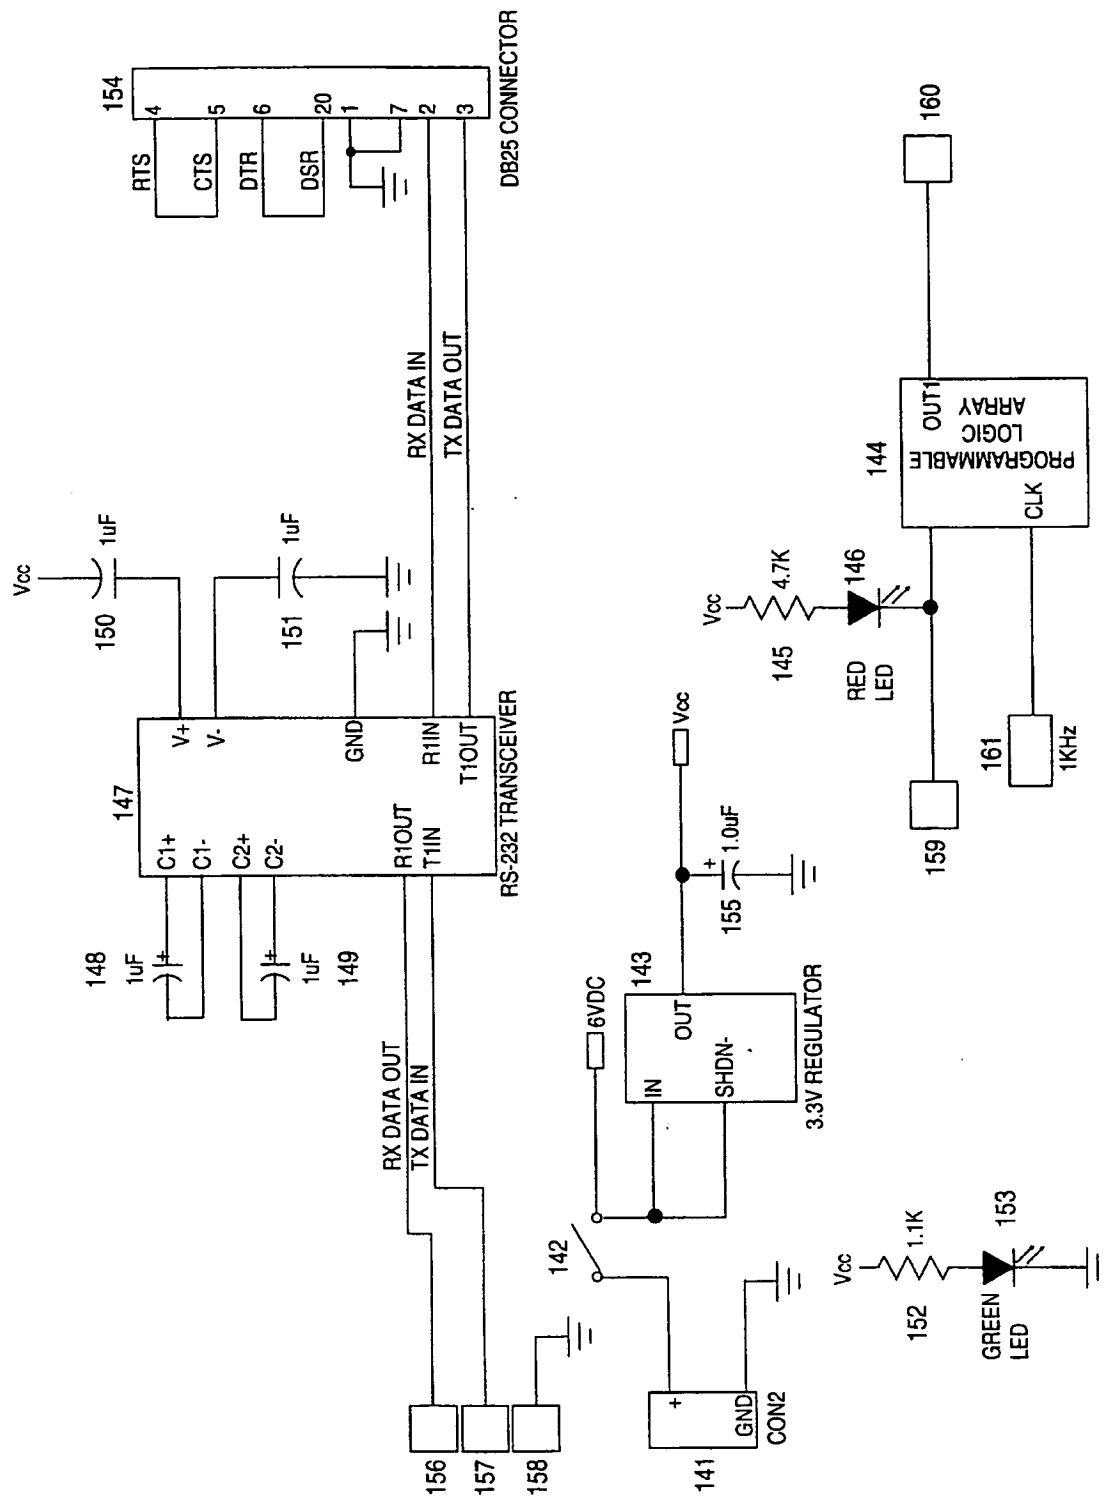 154
RTS
4
CTS
5
DTR
6
DSR
20
1
7
2
3
DB25 CONNECTOR
RX DATA IN
TX DATA OUT
Vcc
1uF
150
1uF
151
147
V+
V-
GND
R1IN
T1OUT
C1+
C1-
C2+
C2-
R1OUT
T1IN
RS-232 TRANSCEIVER
148
1uF
+
+
1uF
149
RX DATA OUT
TX DATA IN
156
157
158
142
6VDC
143
IN
OUT
SHDN-
3.3V REGULATOR
Vcc
+
1.0uF
155
+
GND
CON2
141
Vcc
1.1K
152
153
GREEN
LED
Vcc
4.7K
145
146
RED
LED
144
OUT1
PROGRAMMABLE
LOGIC
ARRAY
CLK
160
159
161
1KHz